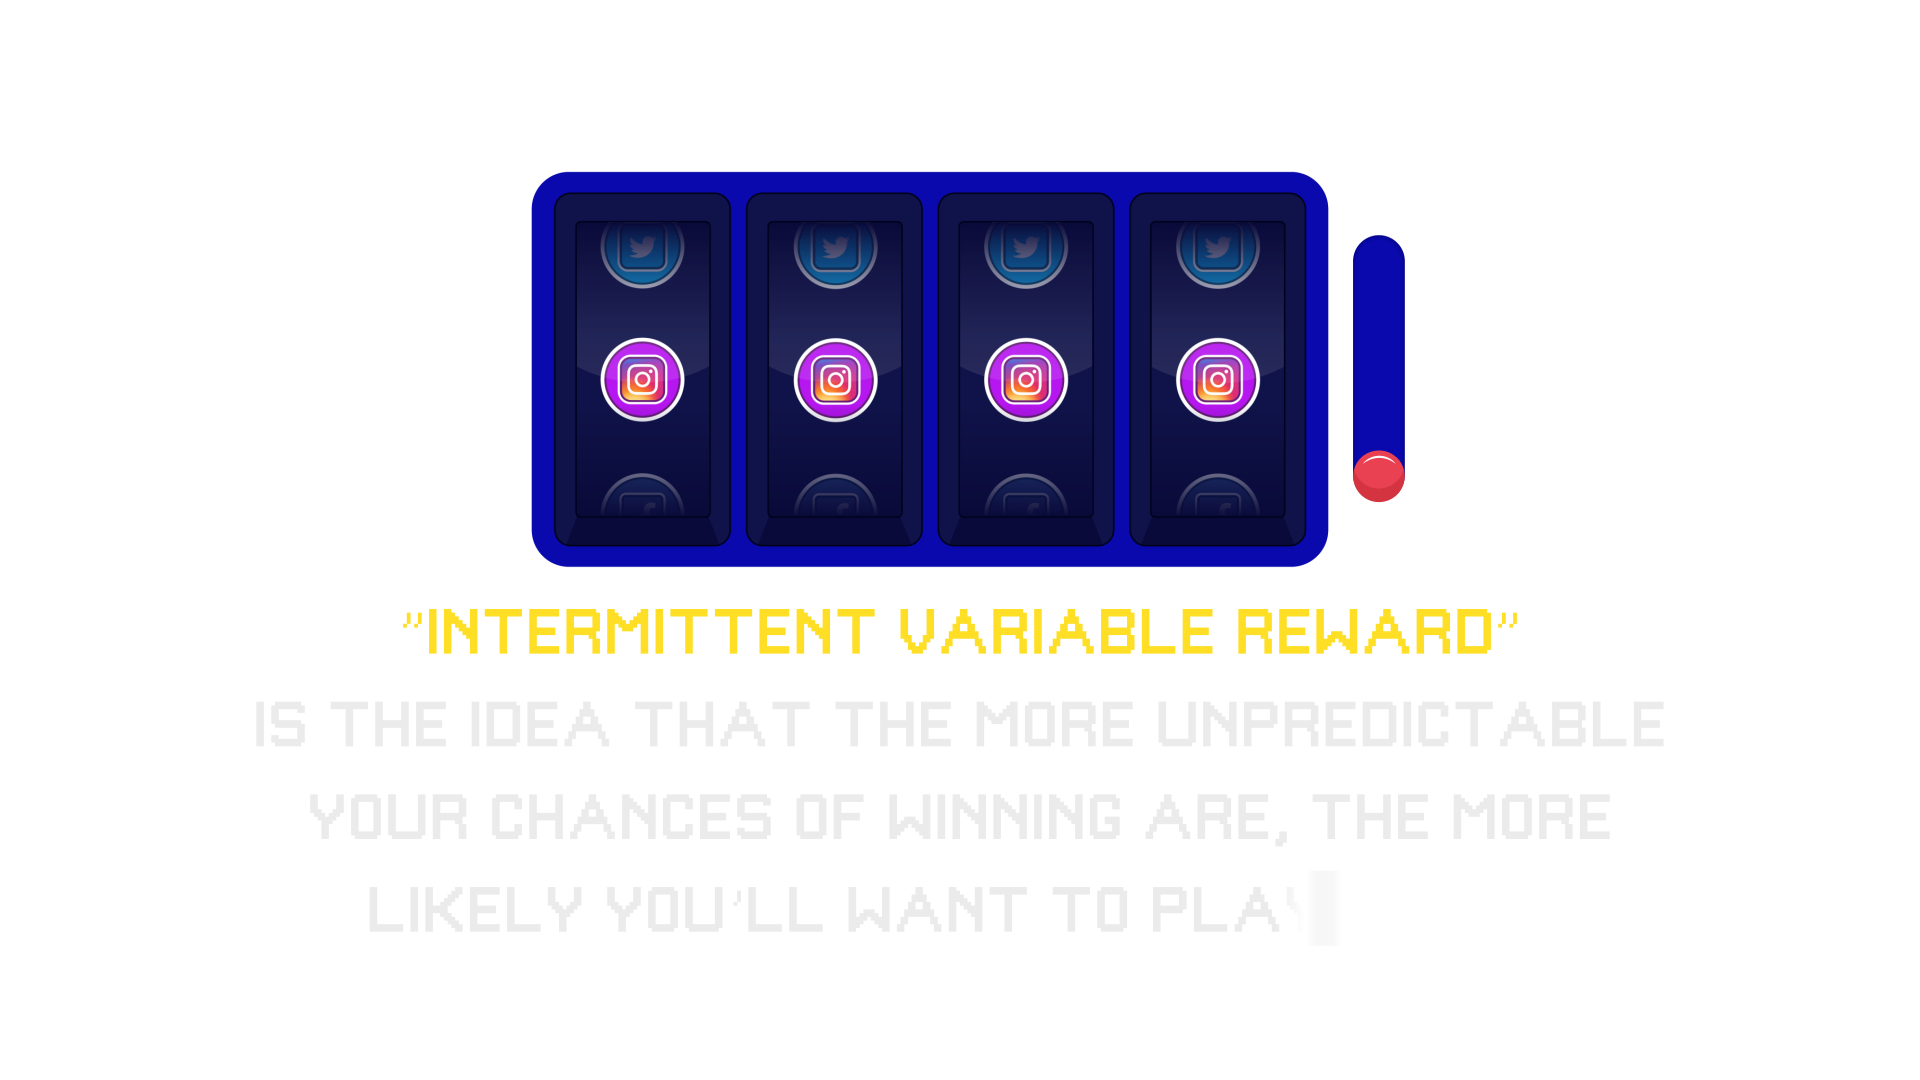 "INTERMITTENT VARIABLE REWARD"
IS THE IDEA THAT THE MORE UNPREDICTABLE
YOUR CHANCES OF WINNING ARE, THE MORE
LIKELY YOU'LL WANT TO PLAY